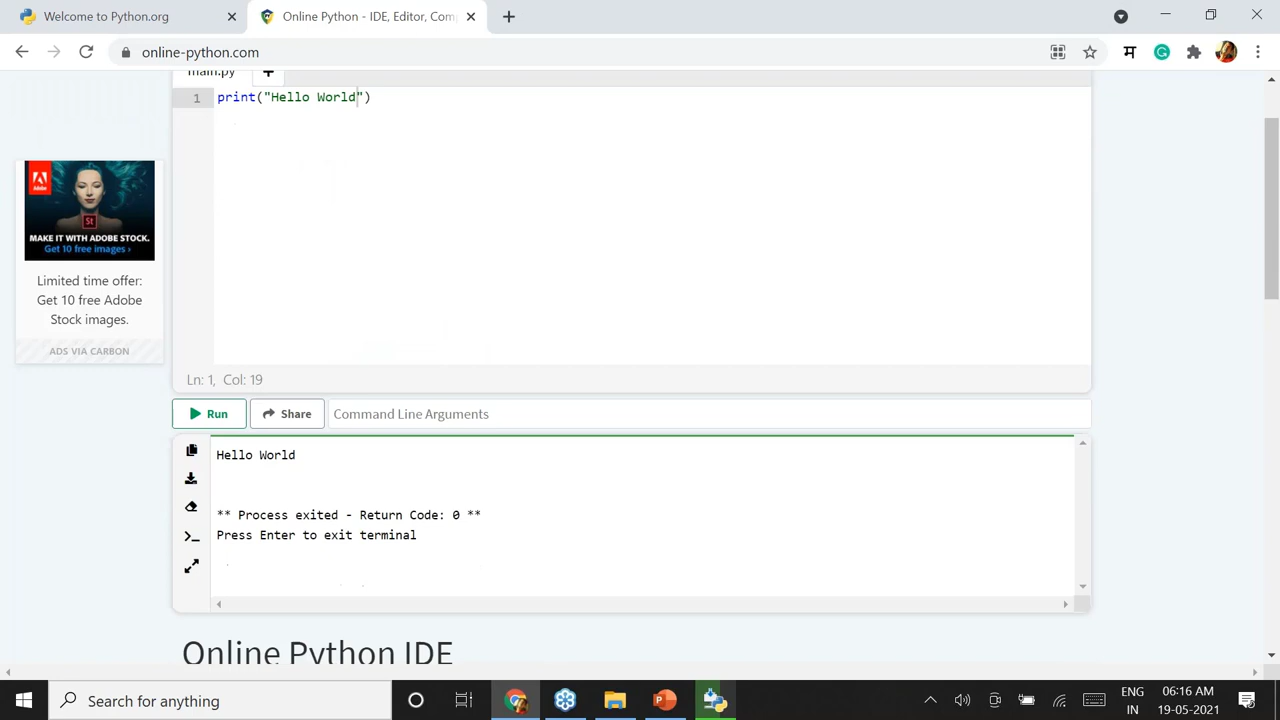 Welcome to Python.org
Online Python - IDE, Editor, Com
online-python.com
म
main.py
1 print("Hello World")
MAKE IT WITH ADOBE STOCK.
Get 10 free images ›
St
Limited time offer:
Get 10 free Adobe
Stock images.
ADS VIA CARBON
Ln: 1, Col: 19
Run Share Command Line Arguments
Hello World
** Process exited - Return Code: 0 **
Press Enter to exit terminal
Online Python IDE
Search for anything
ENG 06:16 AM
IN 19-05-2021